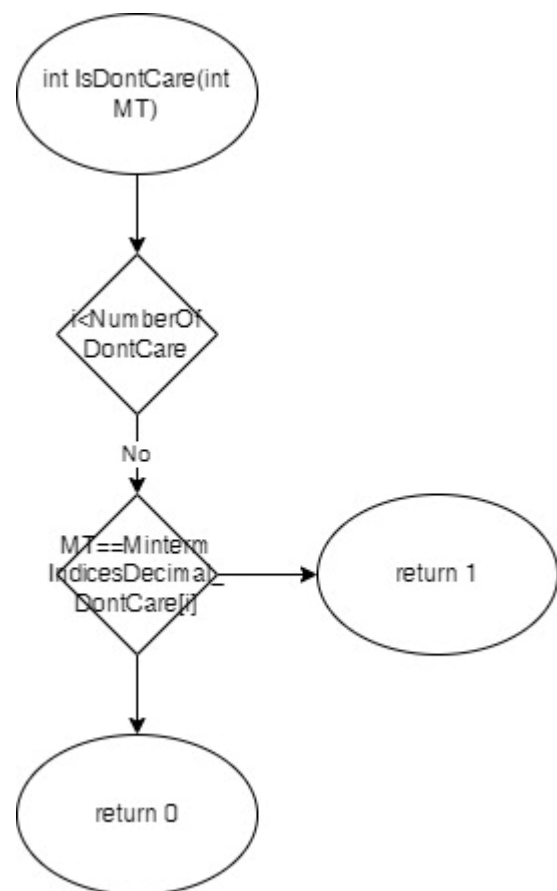 int IsDontCare(int
MT)
i<NumberOf
DontCare
No
MT==Minterm
IndicesDecimal_
DontCare[i]
return 1
return 0